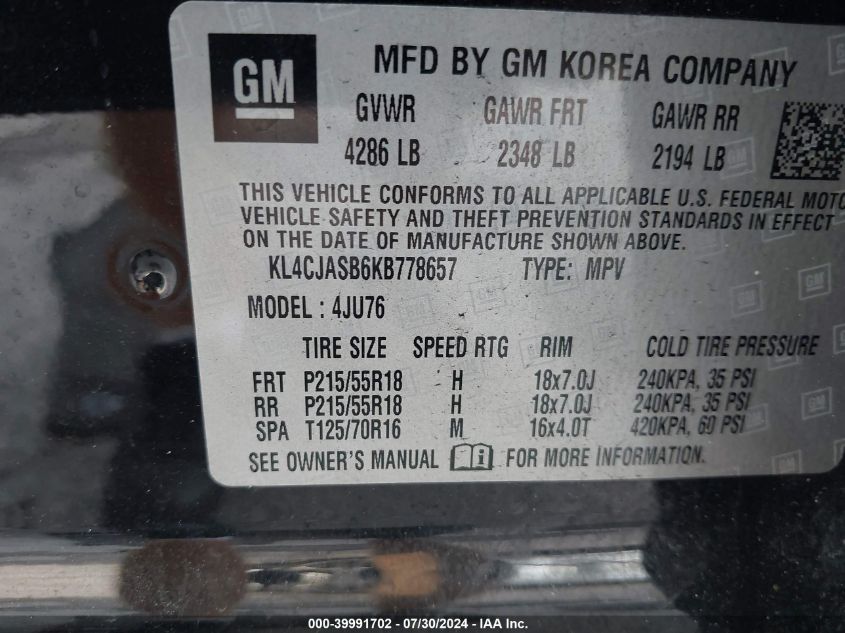 GM
MFD BY GM KOREA COMPANY
GVWR GAWR FRT GAWR RR
4286 LB 2348 LB 2194 LB
THIS VEHICLE CONFORMS TO ALL APPLICABLE U.S. FEDERAL MOTO
VEHICLE SAFETY AND THEFT PREVENTION STANDARDS IN EFFECT
ON THE DATE OF MANUFACTURE SHOWN ABOVE.
KL4CJASB6KB778657 TYPE: MPV
MODEL : 4JU76
TIRE SIZE SPEED RTG RIM COLD TIRE PRESSURE
FRT P215/55R18 H 18x7.0J 240KPA, 35 PSI
RR P215/55R18 H 18x7.0J 240KPA, 35 PSI
SPA T125/70R16 M 16x4.0T 420KPA, 60 PSI
SEE OWNER'S MANUAL i FOR MORE INFORMATION.
000-39991702 - 07/30/2024 - IAA Inc.